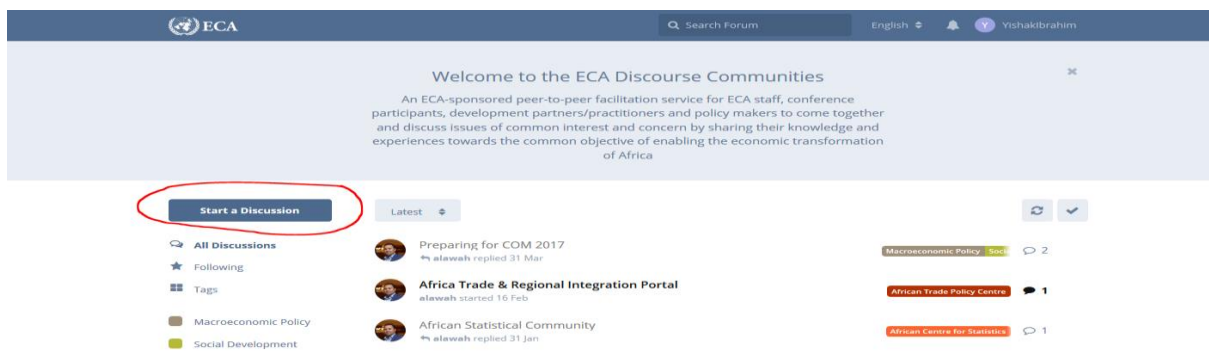 ECA
Search Forum
English
Y
YishakIbrahim
Welcome to the ECA Discourse Communities
An ECA-sponsored peer-to-peer facilitation service for ECA staff, conference
participants, development partners/practitioners and policy makers to come together
and discuss issues of common interest and concern by sharing their knowledge and
experiences towards the common objective of enabling the economic transformation
of Africa
Start a Discussion
Latest
All Discussions
Following
Tags
Macroeconomic Policy
Social Development
Preparing for COM 2017
alawah replied 31 Mar
Macroeconomic Policy Soci
2
Africa Trade & Regional Integration Portal
alawah started 16 Feb
African Trade Policy Centre
1
African Statistical Community
alawah replied 31 Jan
African Centre for Statistics
1